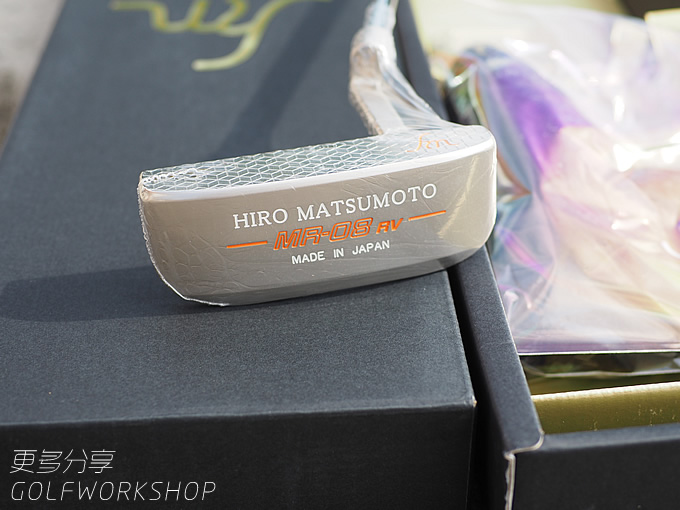 HIRO MATSUMOTO
MR-08 RV
MADE IN JAPAN
更多分享
GOLFWORKSHOP